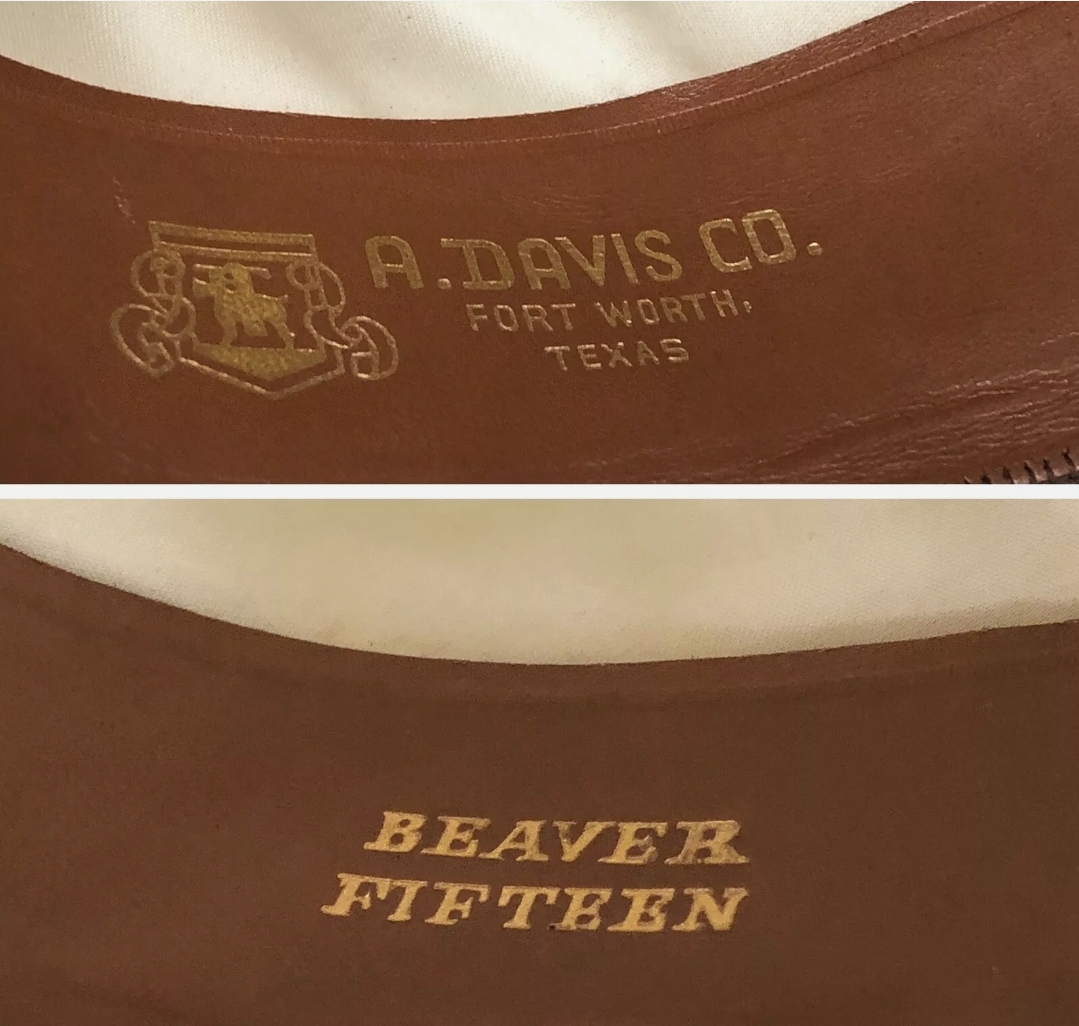 A. DAVIS CO.
FORT WORTH,
TEXAS
BEAVER
FIFTEEN